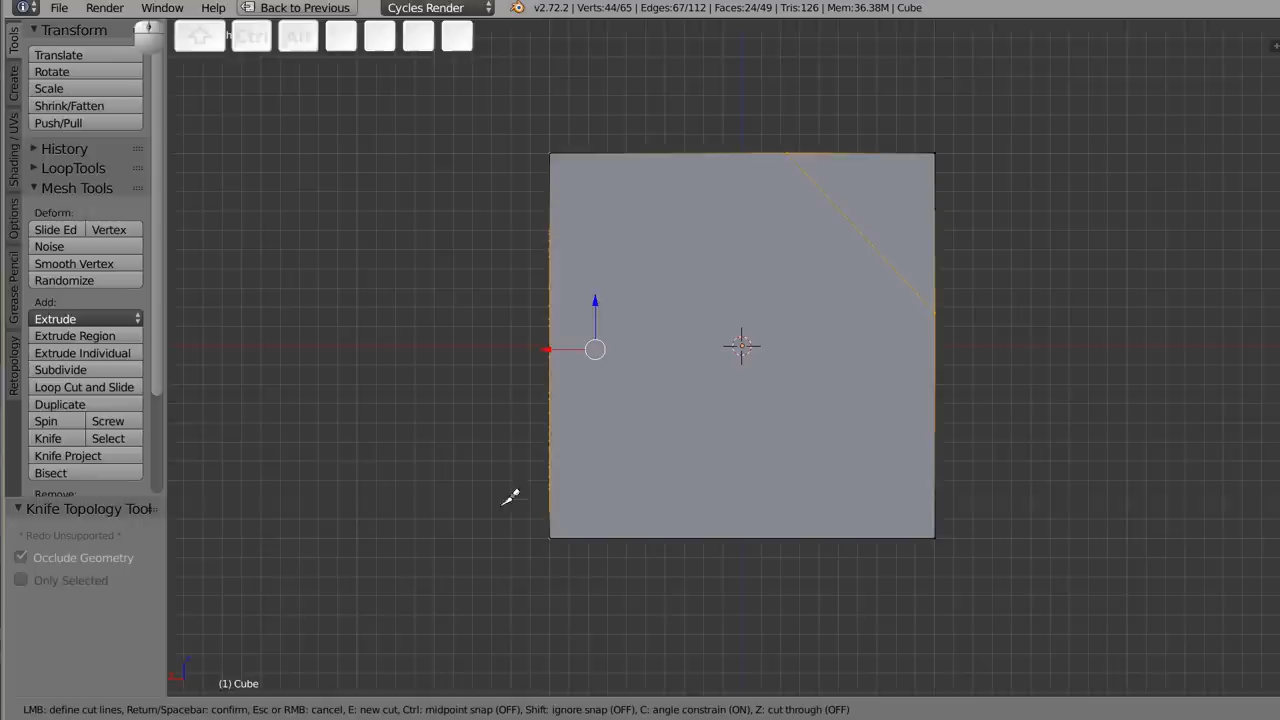 File Render Window Help Back to Previous Cycles Render v2.72.2 | Verts:44/65 | Edges:67/112 | Faces:24/49 | Tris:126 | Mem:36.38M | Cube
Transform
Ctrl Alt
Translate
Rotate
Scale
Shrink/Fatten
Push/Pull
History
LoopTools
Mesh Tools
Deform:
Slide Ed Vertex
Noise
Smooth Vertex
Randomize
Add:
Extrude
Extrude Region
Extrude Individual
Subdivide
Loop Cut and Slide
Duplicate
Spin Screw
Knife Select
Knife Project
Bisect
Remove:
Tools
Create
Shading / UVs
Options
Grease Pencil
Retopology
Knife Topology Tool
* Redo Unsupported *
Occlude Geometry
Only Selected
(1) Cube
LMB: define cut lines, Return/Spacebar: confirm, Esc or RMB: cancel, E: new cut, Ctrl: midpoint snap (OFF), Shift: ignore snap (OFF), C: angle constrain (ON), Z: cut through (OFF)